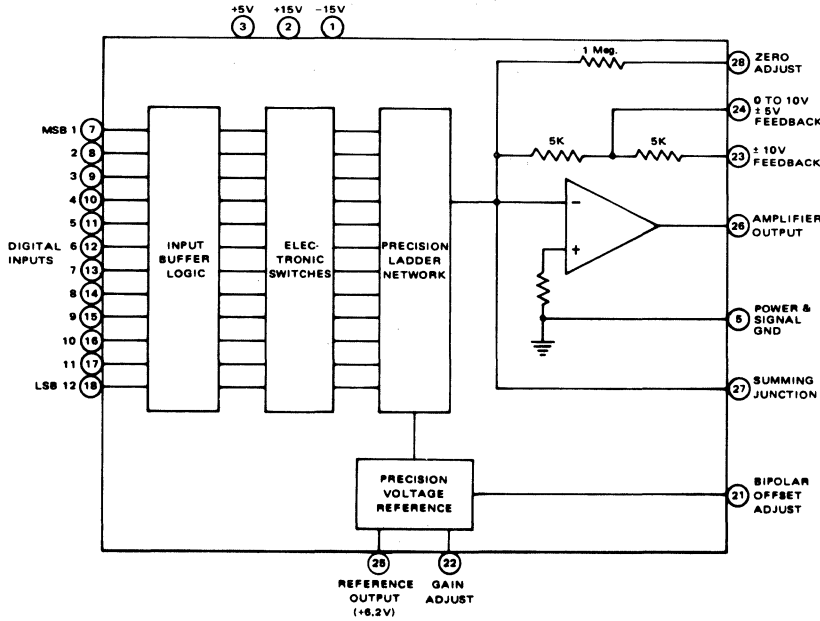 +5V +15V -15V
3 2 1
1 Meg.
28 ZERO
ADJUST
24 0 TO 10V
± 5V
FEEDBACK
5K 5K
23 ± 10V
FEEDBACK
MSB 1 7
2 8
3 9
4 10
5 11
DIGITAL
INPUTS
6 12
7 13
8 14
9 15
10 16
11 17
LSB 12 18
INPUT
BUFFER
LOGIC
ELEC-
TRONIC
SWITCHES
PRECISION
LADDER
NETWORK
−
+
26 AMPLIFIER
OUTPUT
5 POWER &
SIGNAL
GND
27 SUMMING
JUNCTION
PRECISION
VOLTAGE
REFERENCE
21 BIPOLAR
OFFSET
ADJUST
25 22
REFERENCE
OUTPUT
(+6.2V)
GAIN
ADJUST